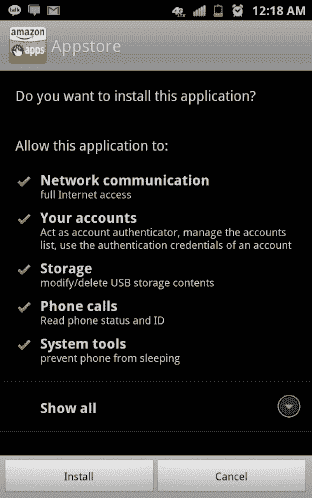 12:18 AM
amazon
apps
Appstore
Do you want to install this application?
Allow this application to:
Network communication
full Internet access
Your accounts
Act as account authenticator, manage the accounts
list, use the authentication credentials of an account
Storage
modify/delete USB storage contents
Phone calls
Read phone status and ID
System tools
prevent phone from sleeping
Show all
Install
Cancel